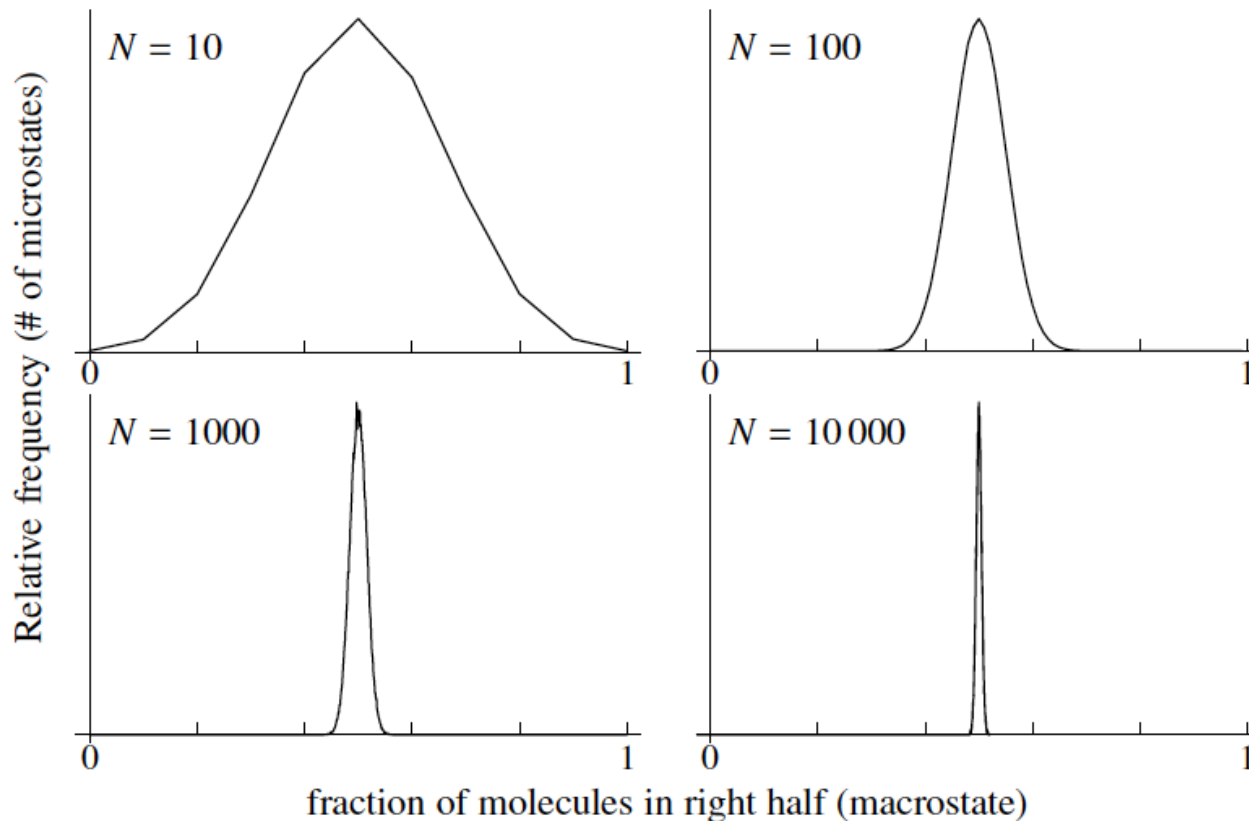 Relative frequency (# of microstates)
N = 10
0 1
N = 100
0 1
N = 1000
0 1
N = 10 000
0 1
fraction of molecules in right half (macrostate)